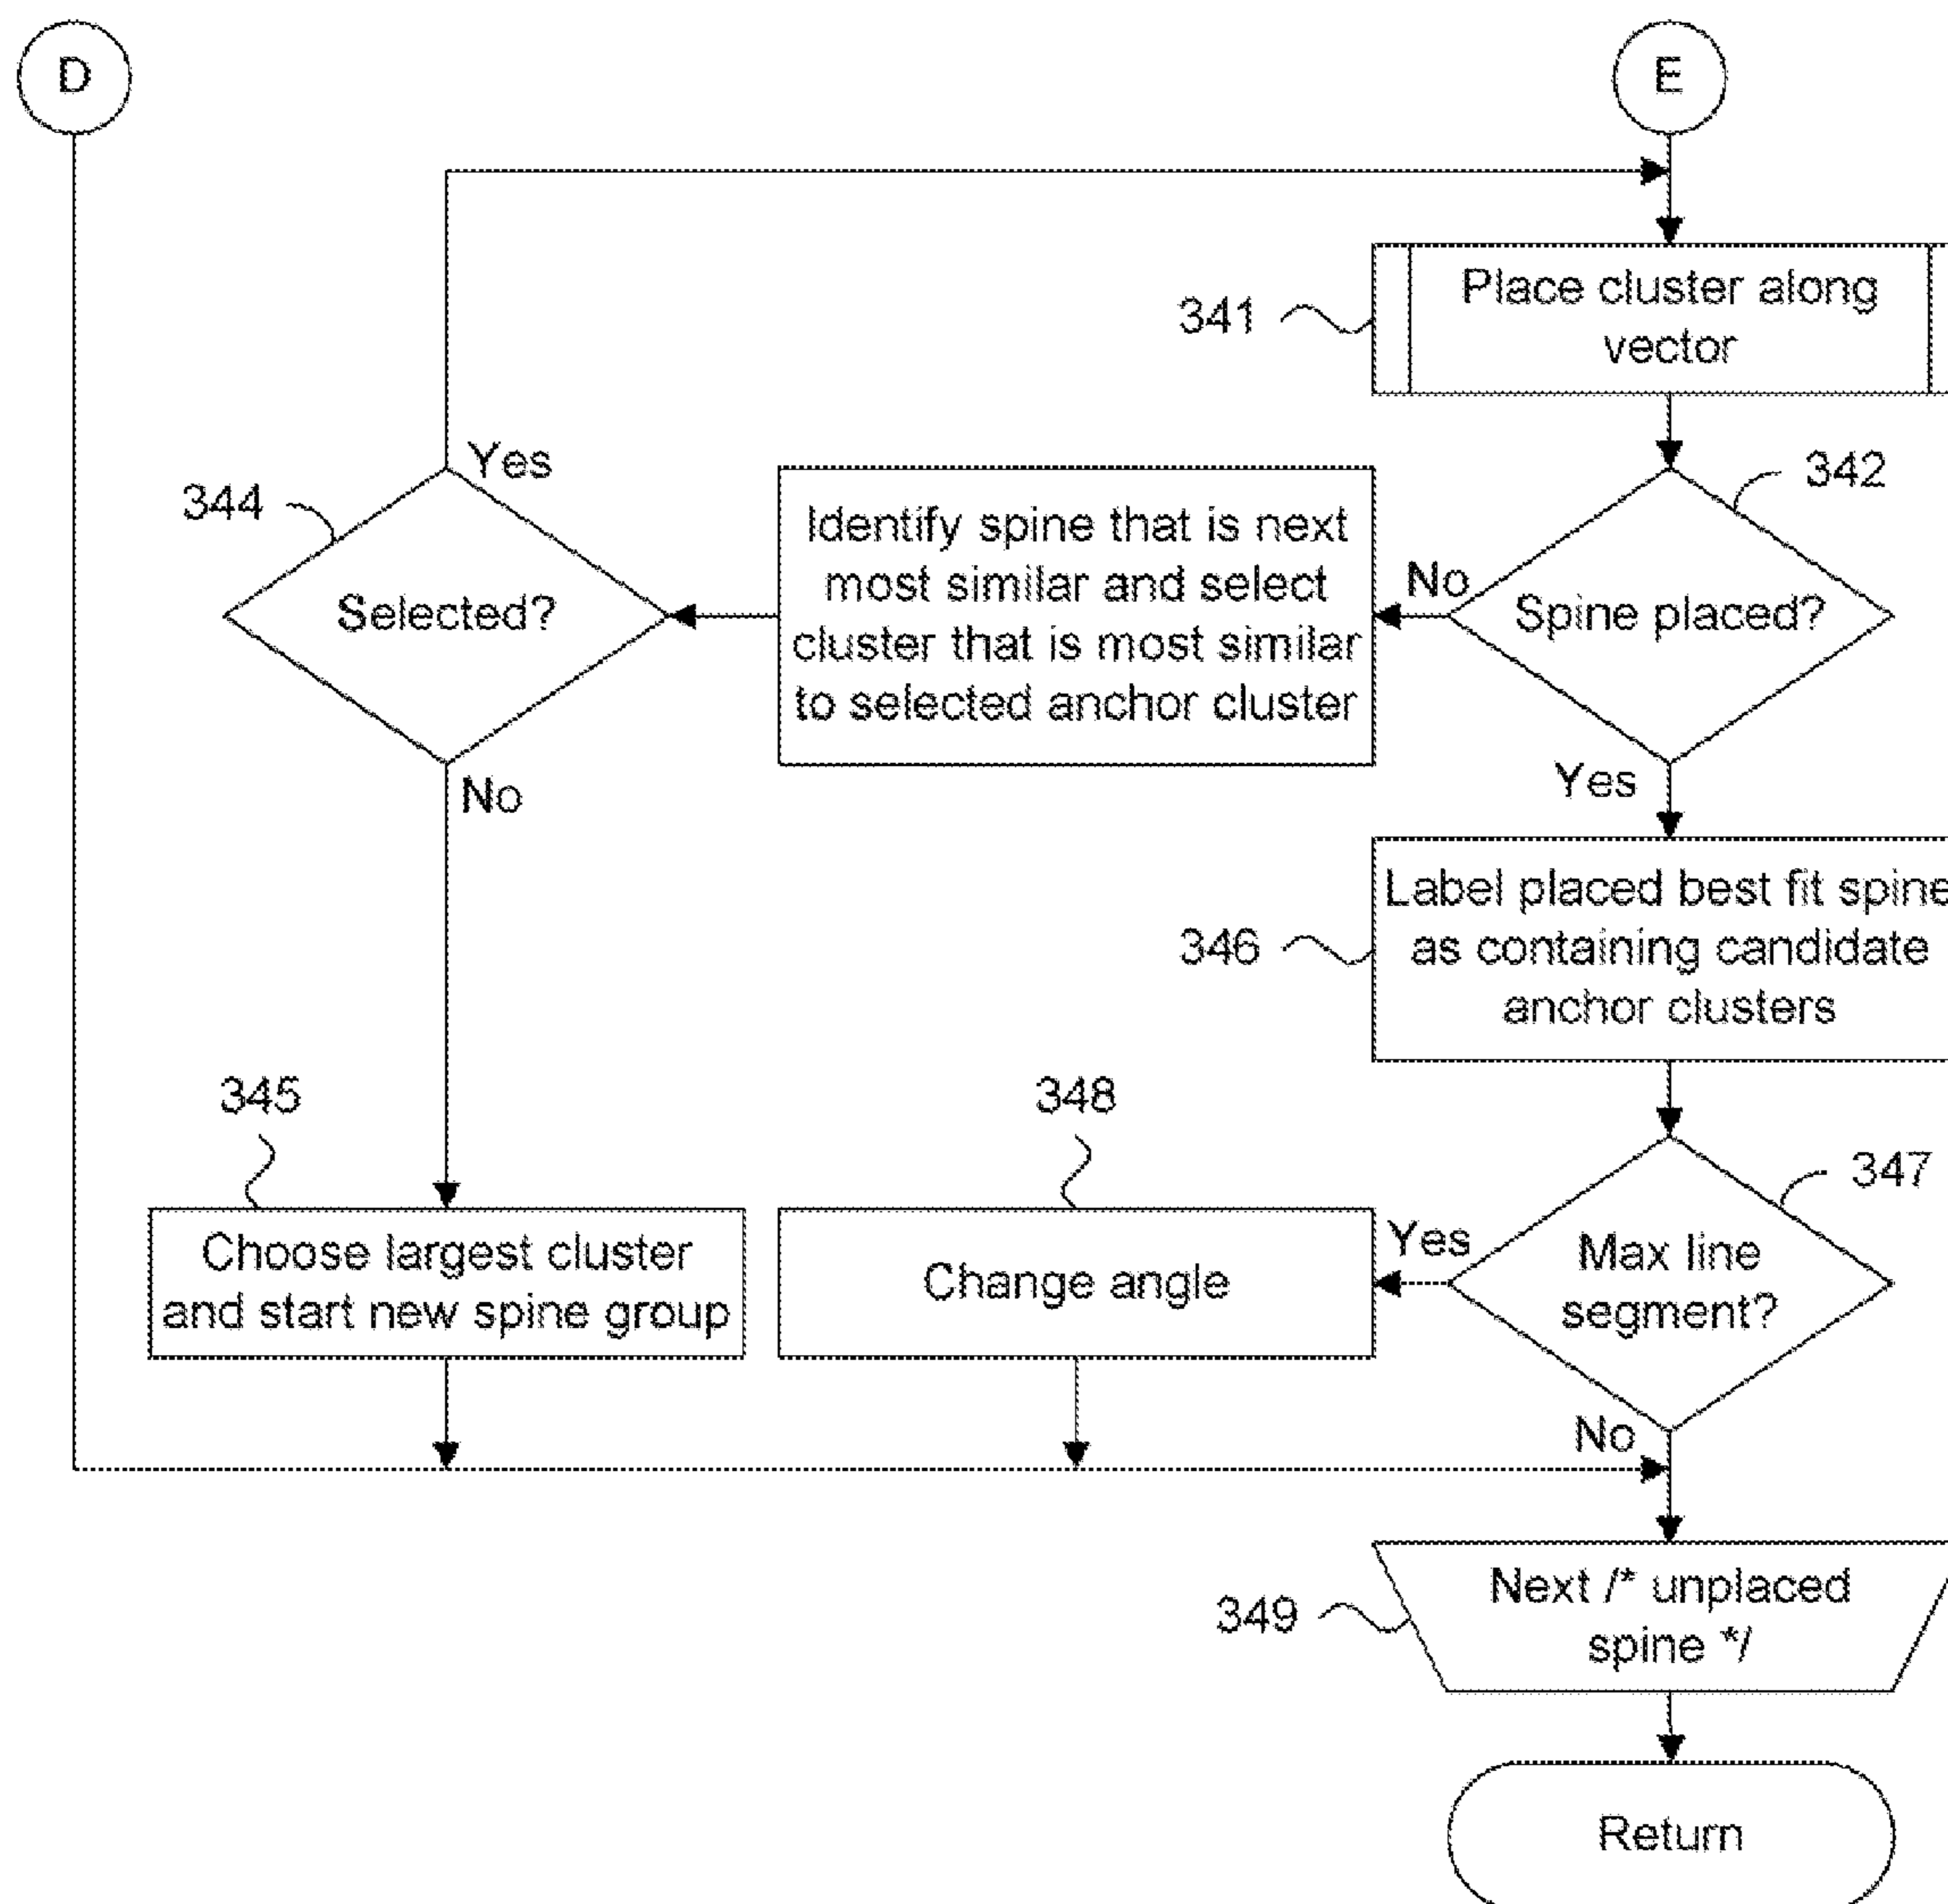 D
E
341
Place cluster along
vector
342
Spine placed?
No
Yes
Identify spine that is next
most similar and select
cluster that is most similar
to selected anchor cluster
344
Selected?
Yes
No
346
Label placed best fit spine
as containing candidate
anchor clusters
347
Max line
segment?
Yes
No
348
Change angle
345
Choose largest cluster
and start new spine group
349
Next /* unplaced
spine */
Return